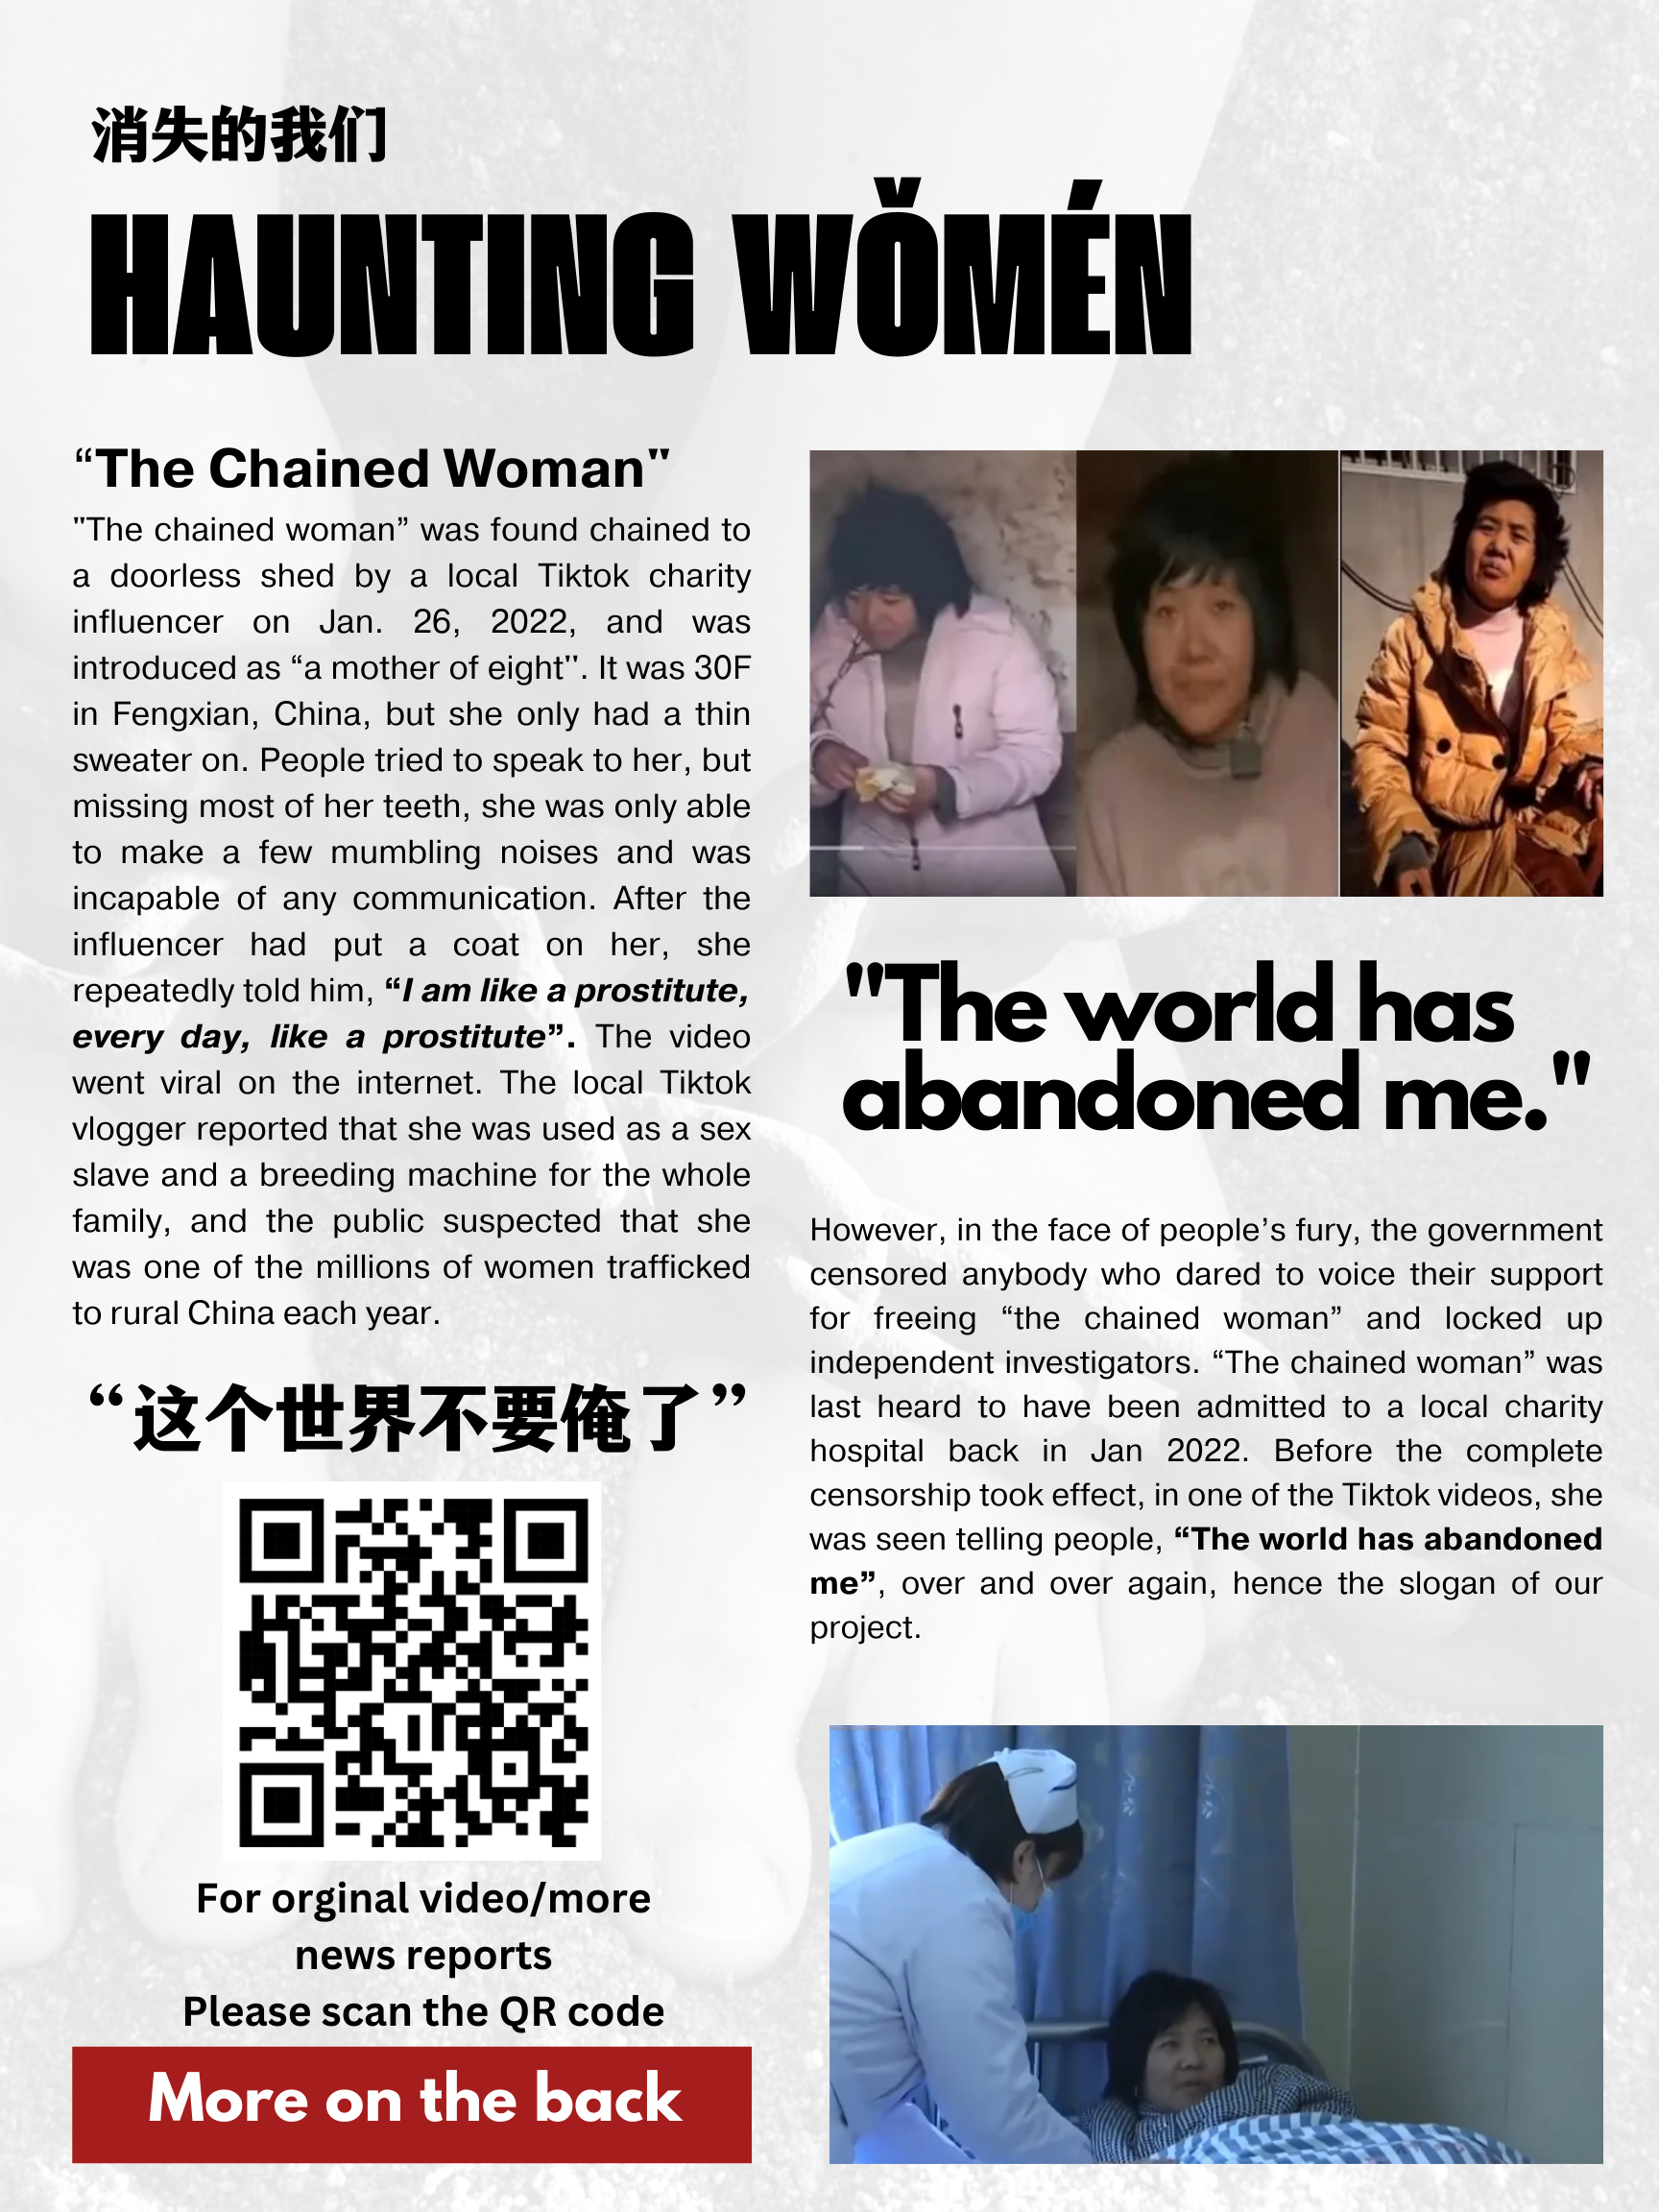 消失的我们
HAUNTING WǑMÉN
“The Chained Woman"
"The chained woman” was found chained to
a doorless shed by a local Tiktok charity
influencer on Jan. 26, 2022, and was
introduced as “a mother of eight''. It was 30F
in Fengxian, China, but she only had a thin
sweater on. People tried to speak to her, but
missing most of her teeth, she was only able
to make a few mumbling noises and was
incapable of any communication. After the
influencer had put a coat on her, she
repeatedly told him, “I am like a prostitute,
every day, like a prostitute”. The video
went viral on the internet. The local Tiktok
vlogger reported that she was used as a sex
slave and a breeding machine for the whole
family, and the public suspected that she
was one of the millions of women trafficked
to rural China each year.
“这个世界不要俺了”
For orginal video/more
news reports
Please scan the QR code
More on the back
"The world has
abandoned me."
However, in the face of people’s fury, the government
censored anybody who dared to voice their support
for freeing “the chained woman” and locked up
independent investigators. “The chained woman” was
last heard to have been admitted to a local charity
hospital back in Jan 2022. Before the complete
censorship took effect, in one of the Tiktok videos, she
was seen telling people, “The world has abandoned
me”, over and over again, hence the slogan of our
project.